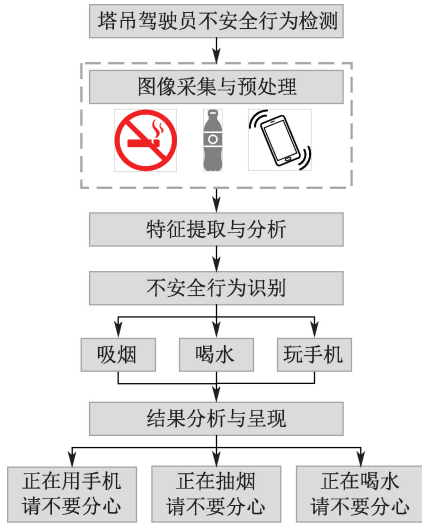 塔吊驾驶员不安全行为检测
图像采集与预处理
特征提取与分析
不安全行为识别
吸烟
喝水
玩手机
结果分析与呈现
正在用手机
请不要分心
正在抽烟
请不要分心
正在喝水
请不要分心